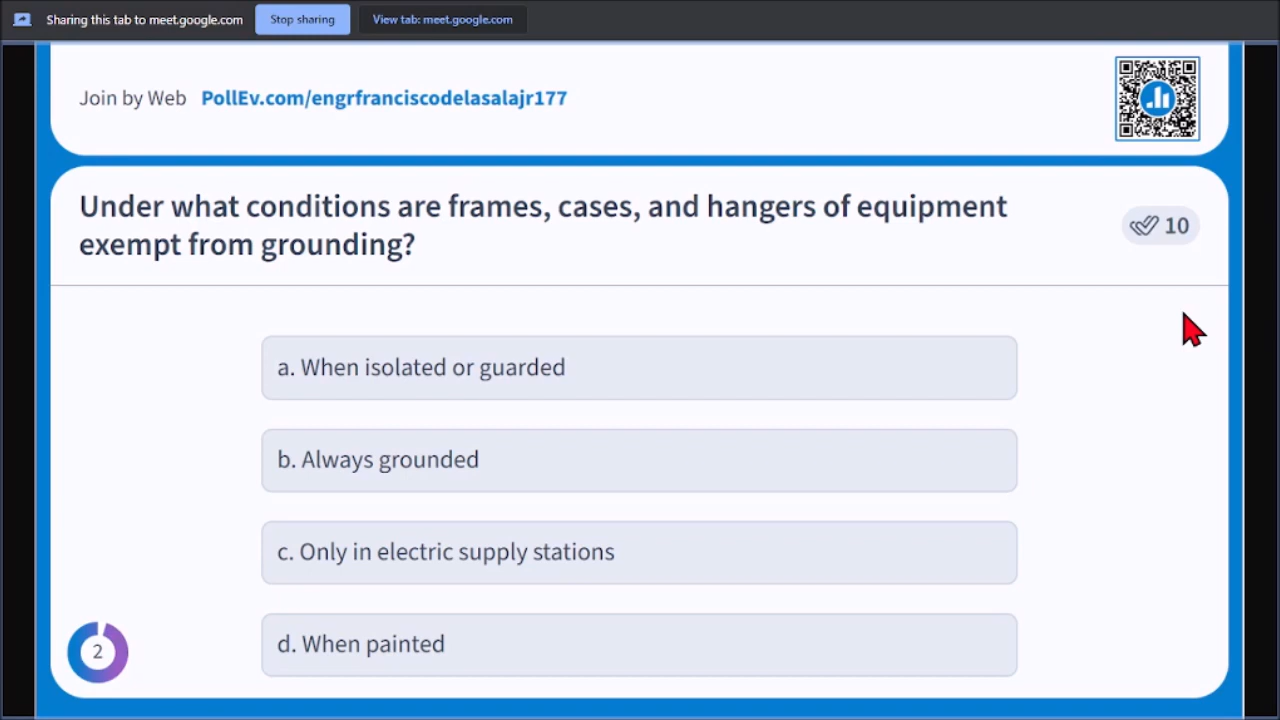 Sharing this tab to meet.google.com Stop sharing View tab: meet.google.com
Join by Web PollEv.com/engrfranciscodelasalajr177
Under what conditions are frames, cases, and hangers of equipment
exempt from grounding?
10
a. When isolated or guarded
b. Always grounded
c. Only in electric supply stations
d. When painted
2